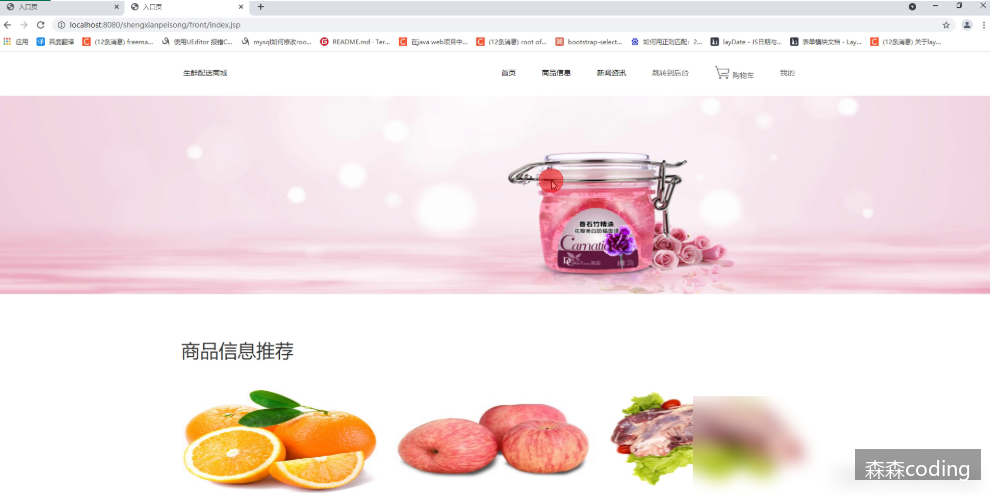 入口页
入口页
localhost:8080/shengxianpeisong/front/index.jsp
应用
百度翻译
(12条消息) freema...
使用UEditor 报错C...
mysql如何修改roo...
README.md · Ter...
在java web项目中...
(12条消息) root of...
bootstrap-select...
如何用正则匹配：2...
layDate - JS日期与...
表单模块文档 - Lay...
(12条消息) 关于lay...
生鲜配送商城
首页
商品信息
新闻资讯
跳转到后台
购物车
我的
香石竹精油
Carnation
商品信息推荐
森森coding